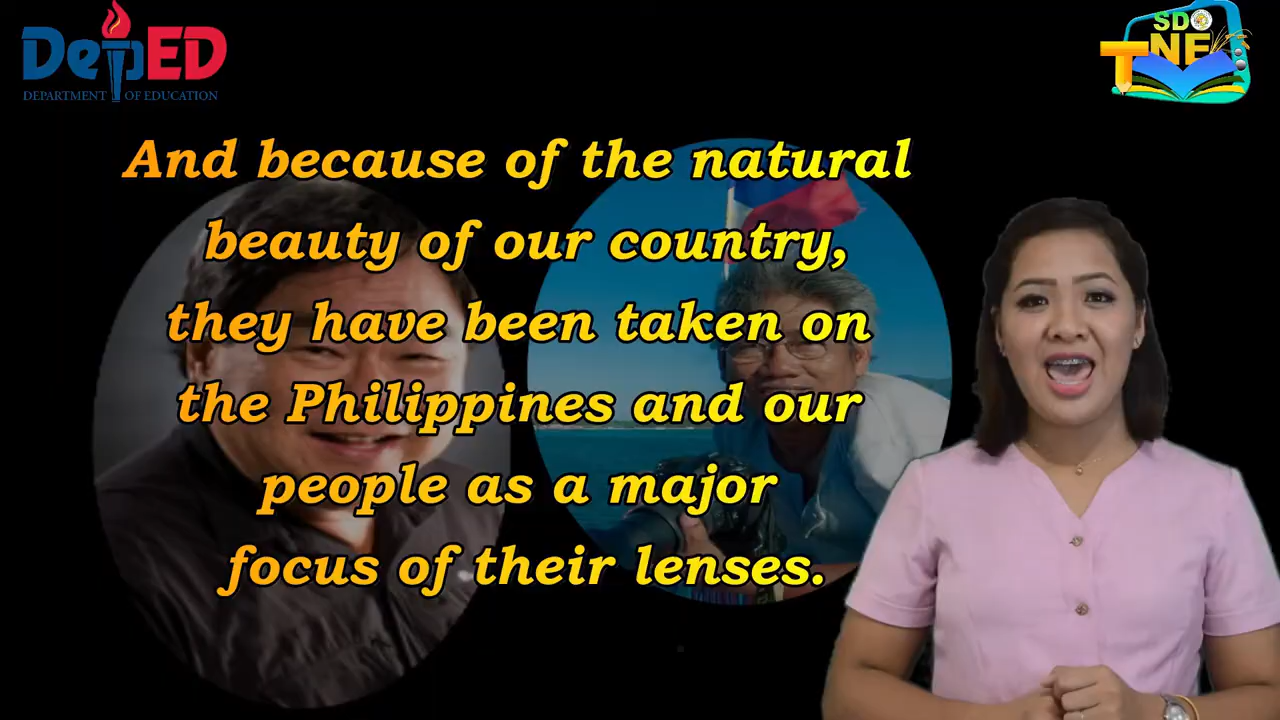 DepED
DEPARTMENT OF EDUCATION
SDO
TNE
And because of the natural
beauty of our country,
they have been taken on
the Philippines and our
people as a major
focus of their lenses.